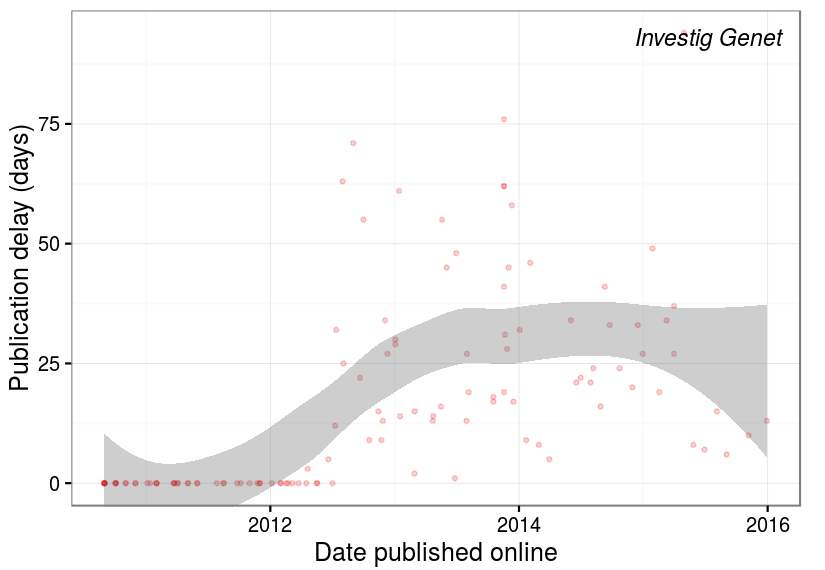 Investig Genet
Publication delay (days)
75
50
25
0
2012
2014
2016
Date published online